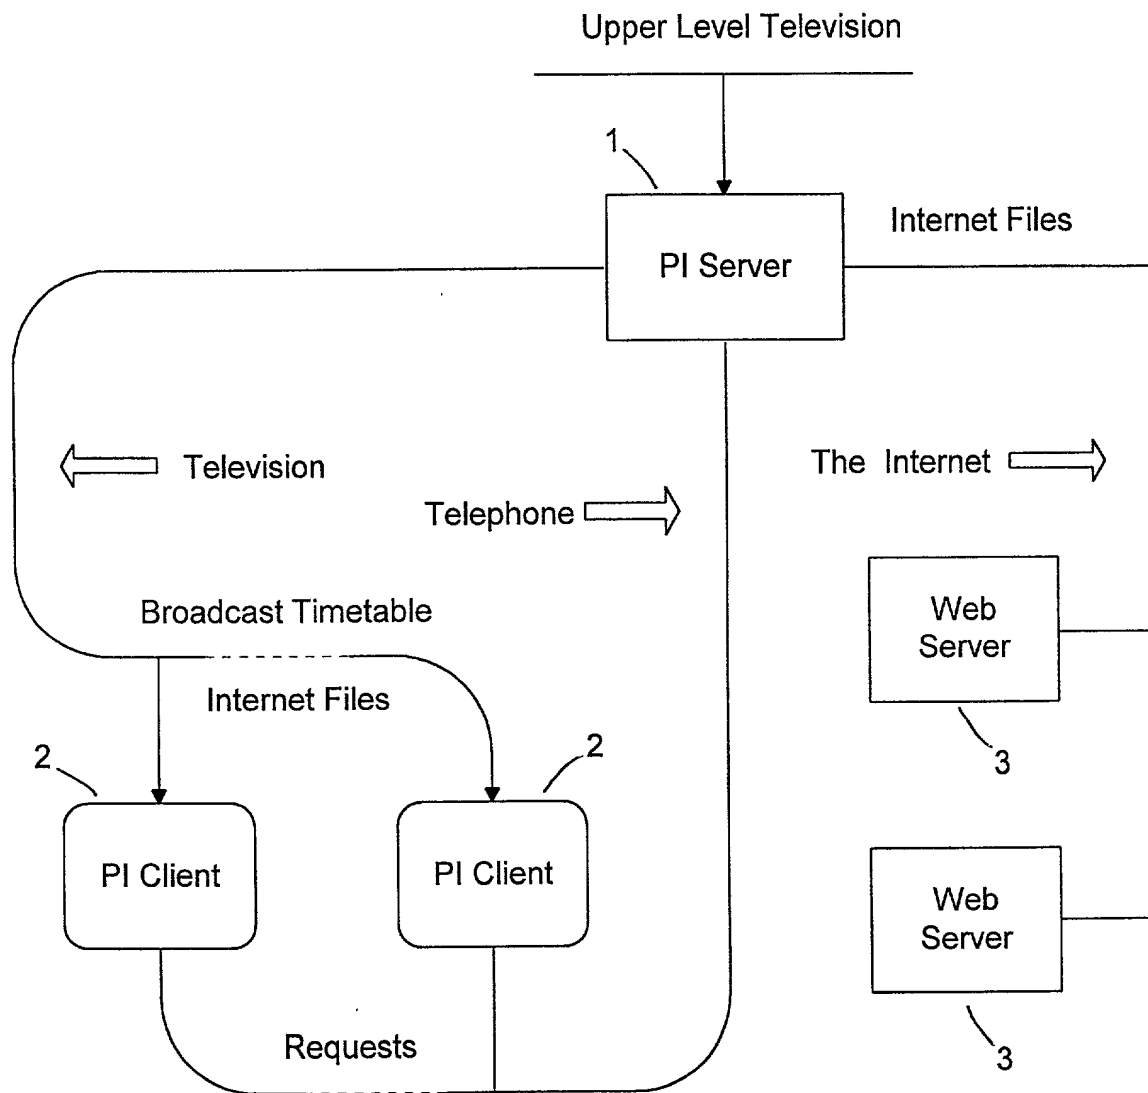 Upper Level Television
1
Internet Files
PI Server
Television
The Internet
Telephone
Broadcast Timetable
Web
Server
Internet Files
2
2
3
PI Client
PI Client
Web
Server
Requests
3